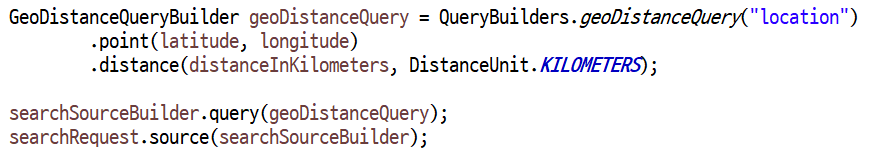 GeoDistanceQueryBuilder geoDistanceQuery = QueryBuilders.geoDistanceQuery("location")
        .point(latitude, longitude)
        .distance(distanceInKilometers, DistanceUnit.KILOMETERS);

searchSourceBuilder.query(geoDistanceQuery);
searchRequest.source(searchSourceBuilder);